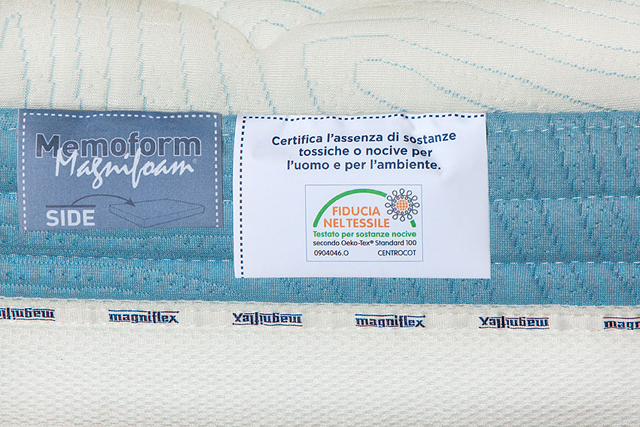 Memoform
Magnifoam®
SIDE
Certifica l'assenza di sostanze
tossiche o nocive per
l'uomo e per l'ambiente.
FIDUCIA
NEL TESSILE
Testato per sostanze nocive
secondo Oeko-Tex® Standard 100
0904046.O CENTROCOT
magniflex magniflex magniflex magniflex magniflex magn